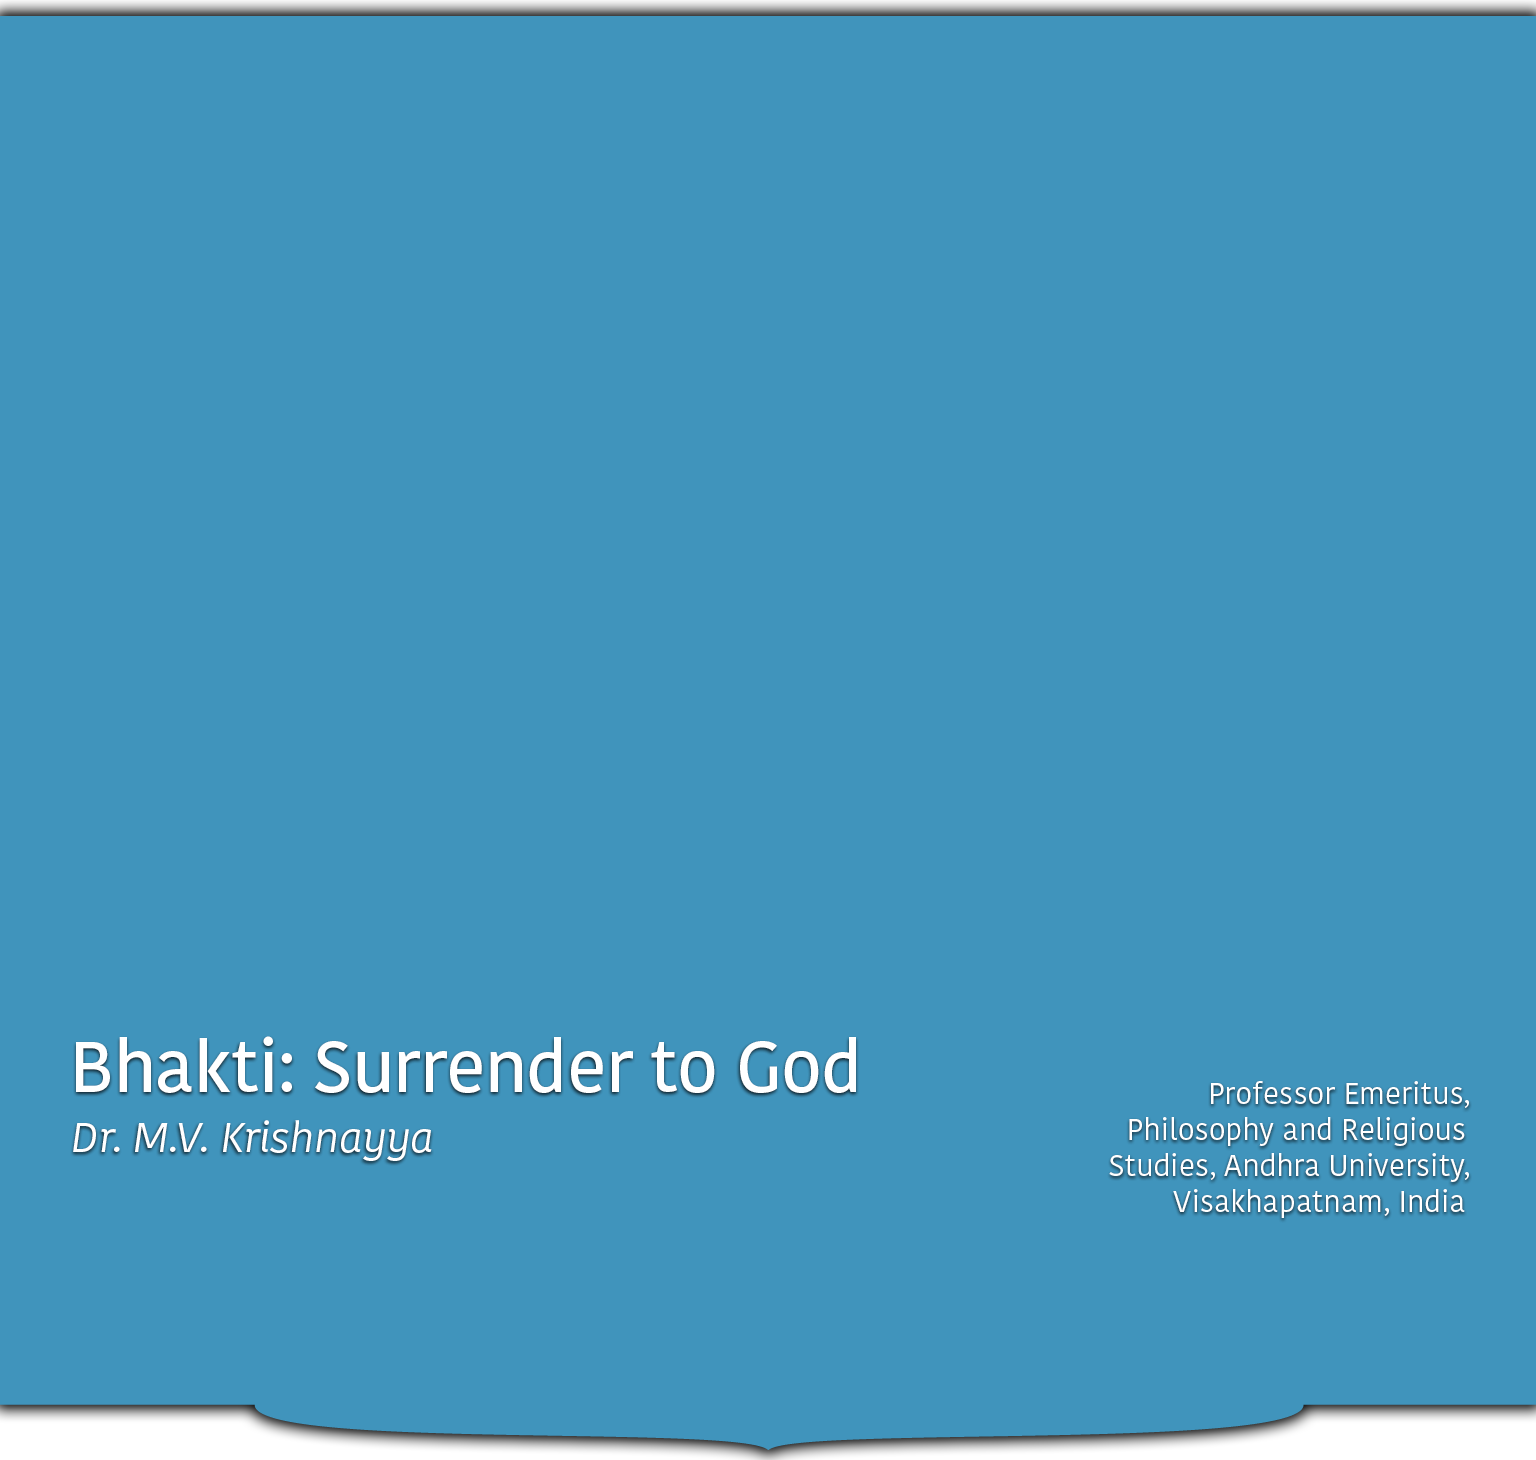 Bhakti: Surrender to God
Dr. M.V. Krishnayya
Professor Emeritus,
Philosophy and Religious
Studies, Andhra University,
Visakhapatnam, India